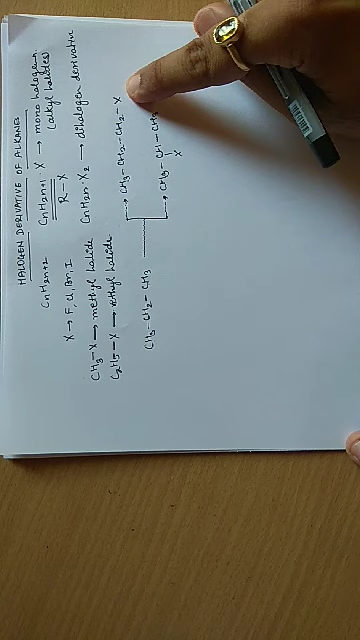 HALOGEN DERIVATIVE OF ALKANES
CnH2n+2
CnH2n+1 · X → mono halogen
(alkyl halides)
R – X
X → F, Cl, Br, I
CnH2n · X2 → dihalogen derivative
CH3 – X → methyl halide
C2H5 – X → ethyl halide
CH3 – CH2 – CH3
→ CH3 – CH2 – CH2 – X
→ CH3 – CH – CH3
X